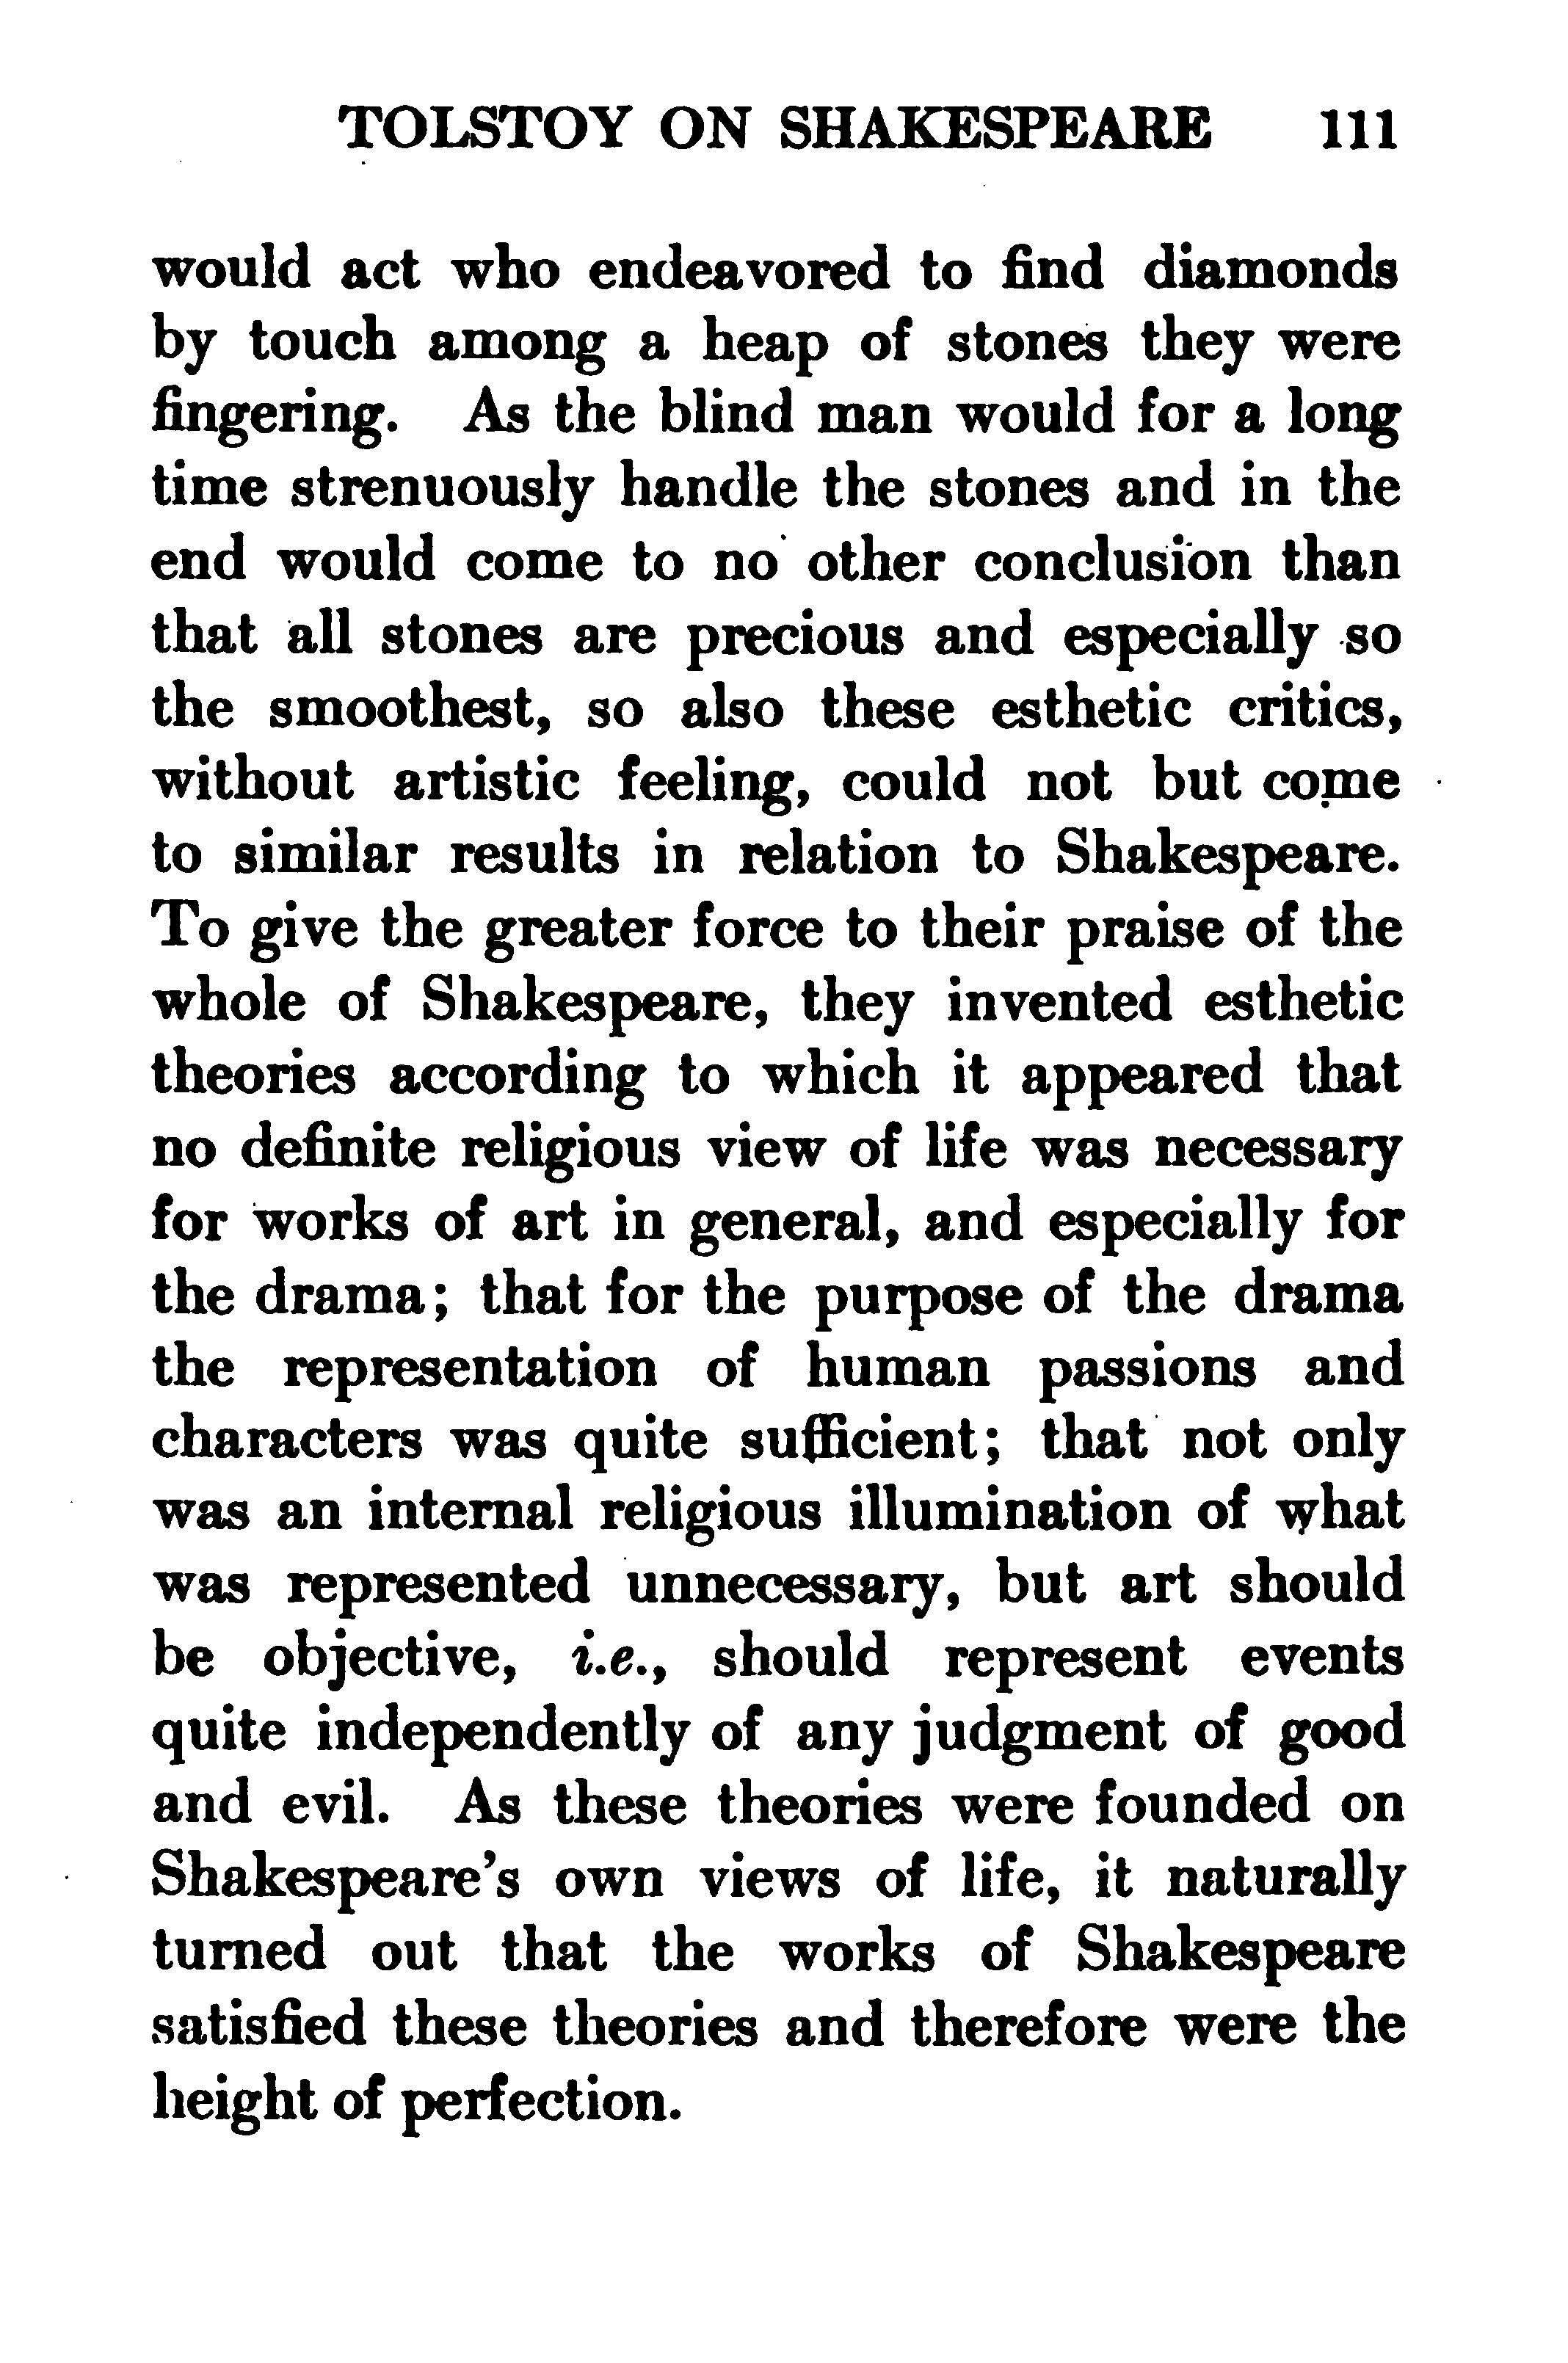 TOLSTOY ON SHAKESPEARE 111
would act who endeavored to find diamonds
by touch among a heap of stones they were
fingering. As the blind man would for a long
time strenuously handle the stones and in the
end would come to no other conclusion than
that all stones are precious and especially so
the smoothest, so also these esthetic critics,
without artistic feeling, could not but come
to similar results in relation to Shakespeare.
To give the greater force to their praise of the
whole of Shakespeare, they invented esthetic
theories according to which it appeared that
no definite religious view of life was necessary
for works of art in general, and especially for
the drama; that for the purpose of the drama
the representation of human passions and
characters was quite sufficient; that not only
was an internal religious illumination of what
was represented unnecessary, but art should
be objective, i.e., should represent events
quite independently of any judgment of good
and evil. As these theories were founded on
Shakespeare's own views of life, it naturally
turned out that the works of Shakespeare
satisfied these theories and therefore were the
height of perfection.